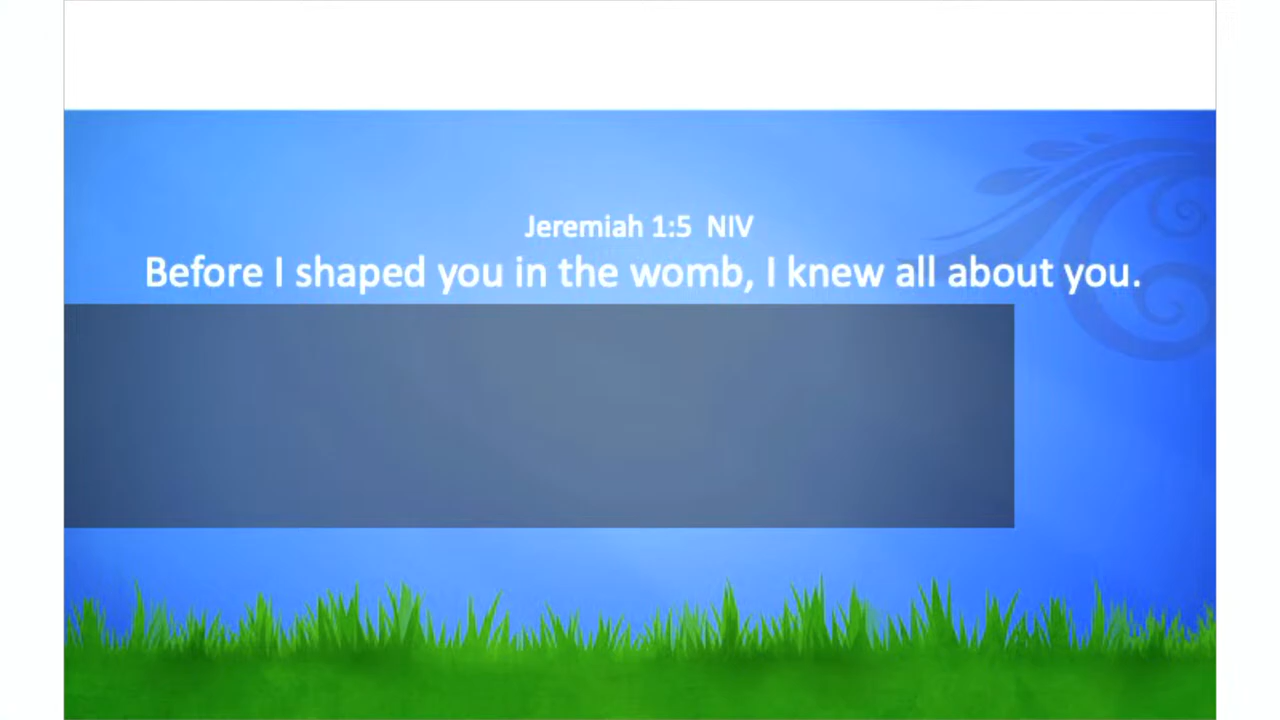 Jeremiah 1:5  NIV
Before I shaped you in the womb, I knew all about you.